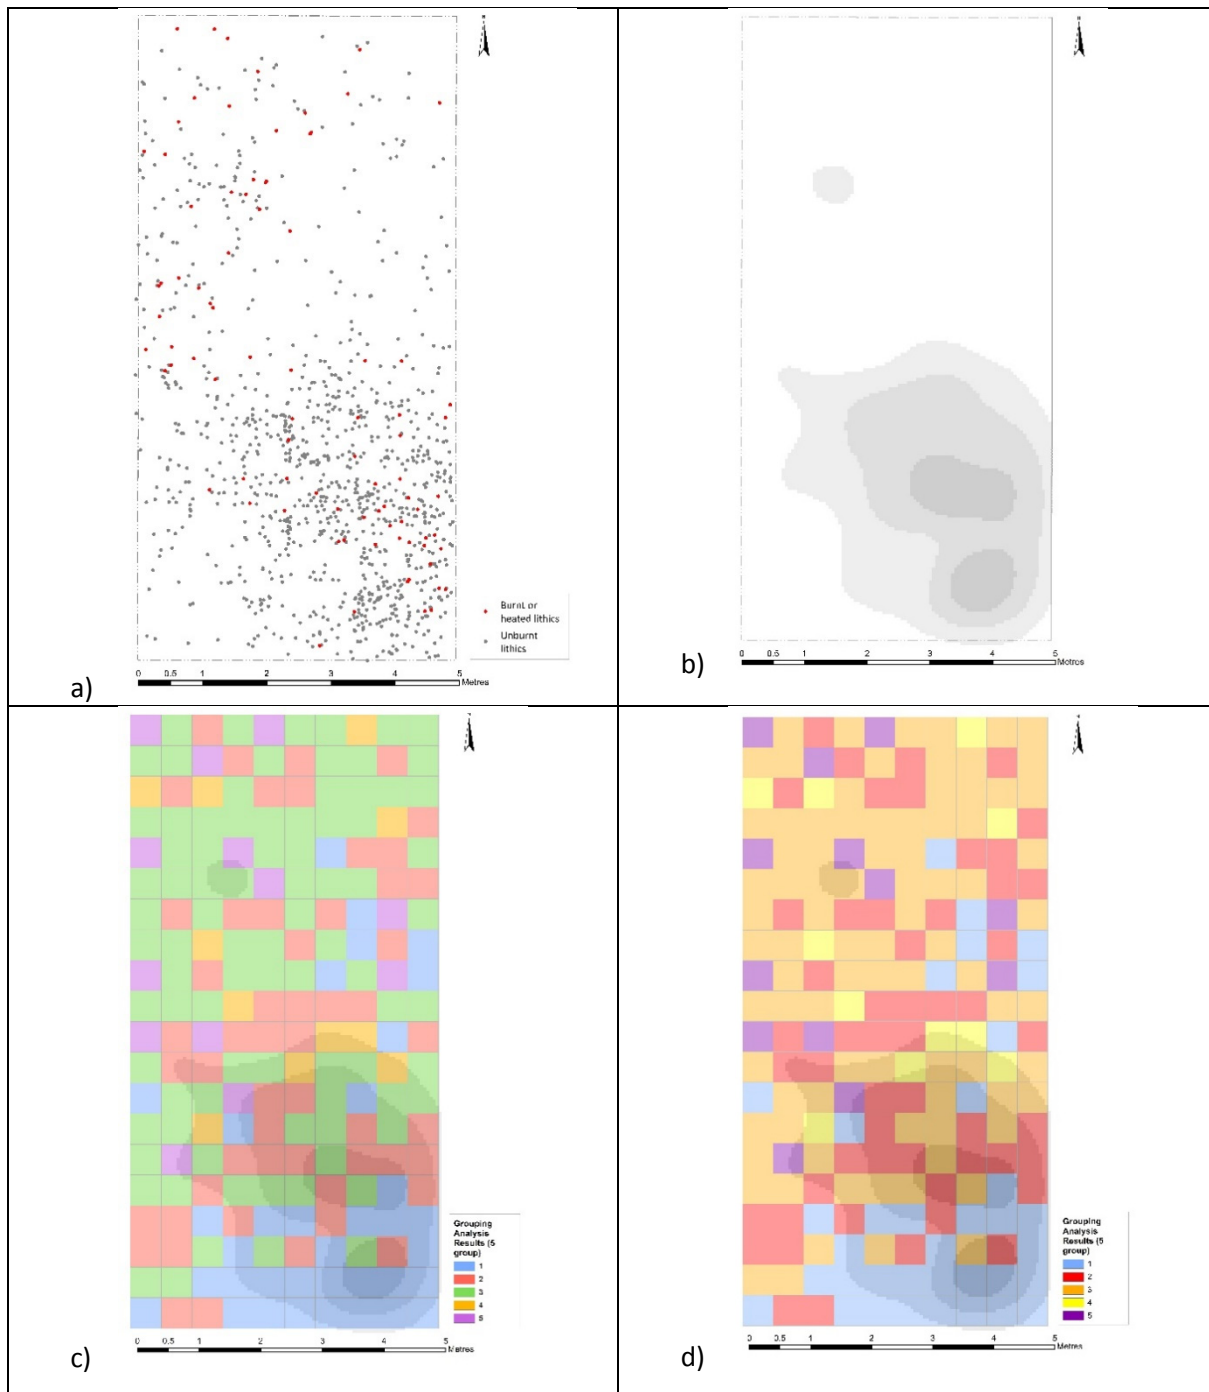 Burnt or
heated lithics
Unburnt
lithics
0 0.5 1 2 3 4 5
Metres
a)
0 0.5 1 2 3 4 5
Metres
b)
Grouping
Analysis
Results (5
group)
1
2
3
4
5
0 0.5 1 2 3 4 5
Metres
c)
Grouping
Analysis
Results (5
group)
1
2
3
4
5
0 0.5 1 2 3 4 5
Metres
d)